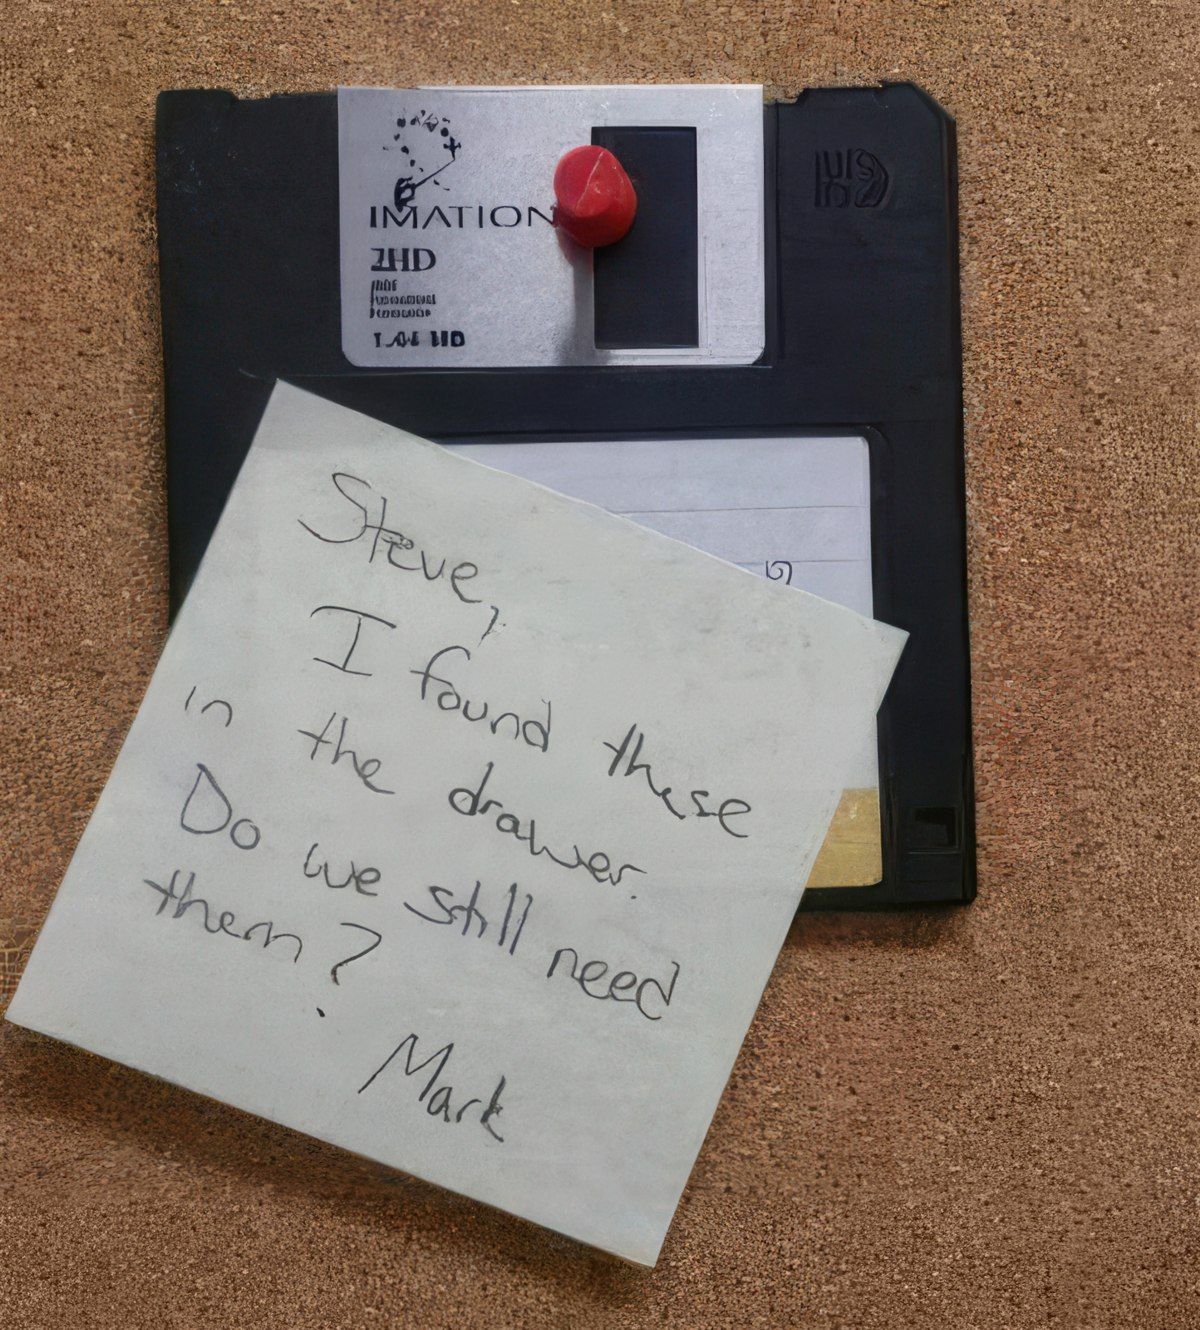 IMATION
2HD
Steve,
I found these
in the drawer.
Do we still need
them?
Mark